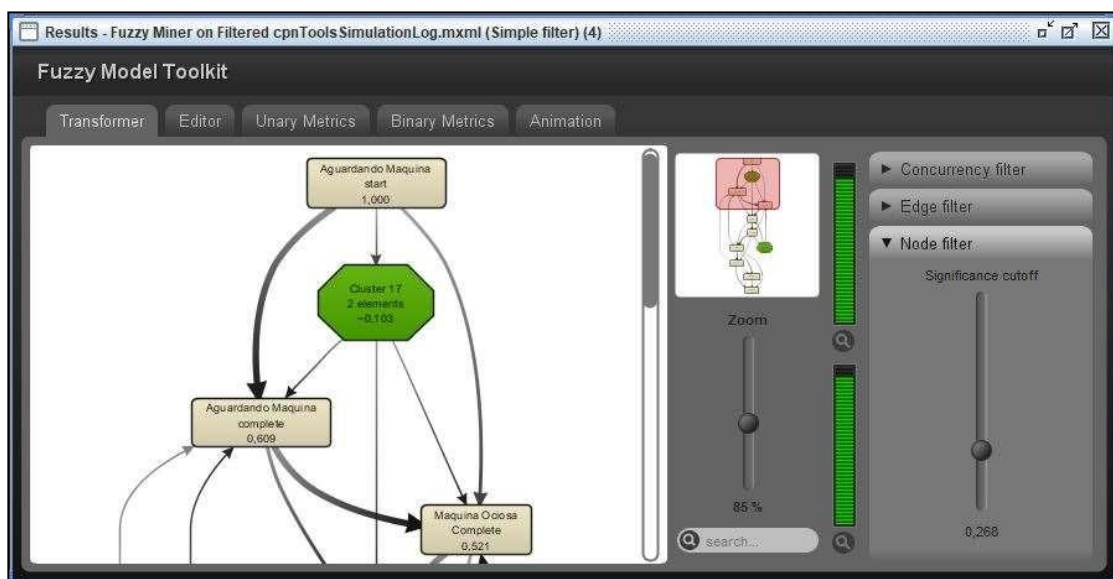 Results - Fuzzy Miner on Filtered cpnToolsSimulationLog.mxml (Simple filter) (4)
Fuzzy Model Toolkit
Transformer
Editor
Unary Metrics
Binary Metrics
Animation
Aguardando Maquina
start
1,000
Cluster 17
2 elements
~0,103
Aguardando Maquina
complete
0,609
Maquina Ociosa
Complete
0,521
Zoom
85 %
search...
Concurrency filter
Edge filter
Node filter
Significance cutoff
0,268